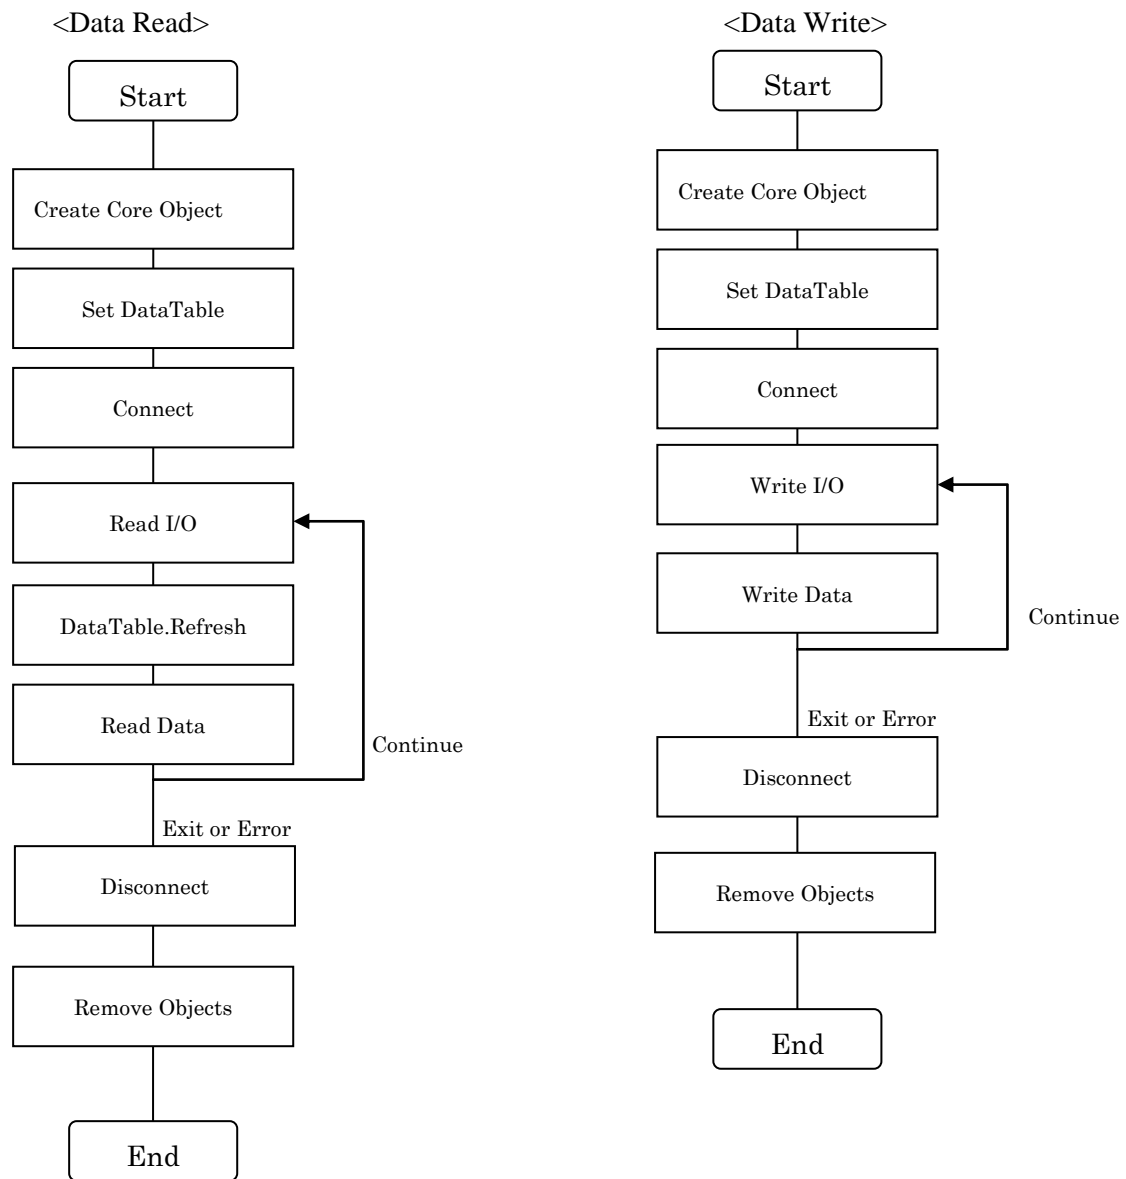 <Data Read>
Start
Create Core Object
Set DataTable
Connect
Read I/O
DataTable.Refresh
Read Data
Continue
Exit or Error
Disconnect
Remove Objects
End
<Data Write>
Start
Create Core Object
Set DataTable
Connect
Write I/O
Write Data
Continue
Exit or Error
Disconnect
Remove Objects
End